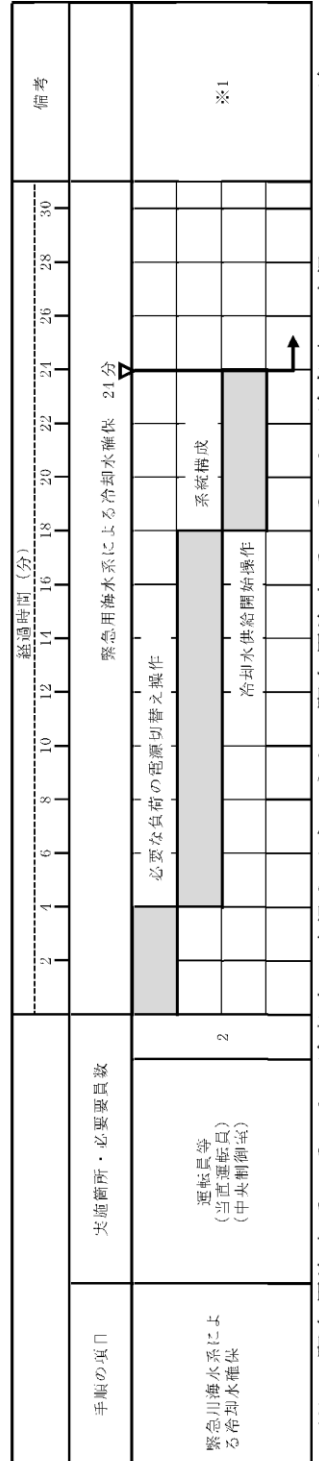 経過時間（分）
備考
2 4 6 8 10 12 14 16 18 20 22 24 26 28 30
手順の項目
実施箇所・必要要員数
緊急用海水系による冷却水確保 24分
緊急用海水系によ
る冷却水確保
運転員等
（当直運転員）
（中央制御室）
2
必要な負荷の電源切替え操作
系統構成
冷却水供給開始操作
※1